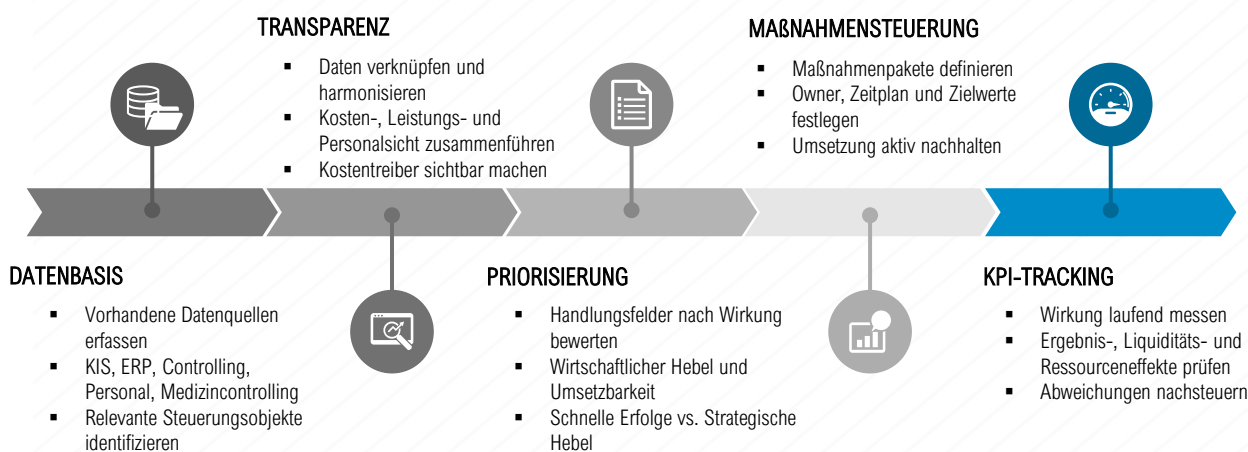 TRANSPARENZ
▪ Daten verknüpfen und
harmonisieren
▪ Kosten-, Leistungs- und
Personalsicht zusammenführen
▪ Kostentreiber sichtbar machen
MAßNAHMENSTEUERUNG
▪ Maßnahmenpakete definieren
▪ Owner, Zeitplan und Zielwerte
festlegen
▪ Umsetzung aktiv nachhalten
DATENBASIS
▪ Vorhandene Datenquellen
erfassen
▪ KIS, ERP, Controlling,
Personal, Medizincontrolling
▪ Relevante Steuerungsobjekte
identifizieren
PRIORISIERUNG
▪ Handlungsfelder nach Wirkung
bewerten
▪ Wirtschaftlicher Hebel und
Umsetzbarkeit
▪ Schnelle Erfolge vs. Strategische
Hebel
KPI-TRACKING
▪ Wirkung laufend messen
▪ Ergebnis-, Liquiditäts- und
Ressourceneffekte prüfen
▪ Abweichungen nachsteuern